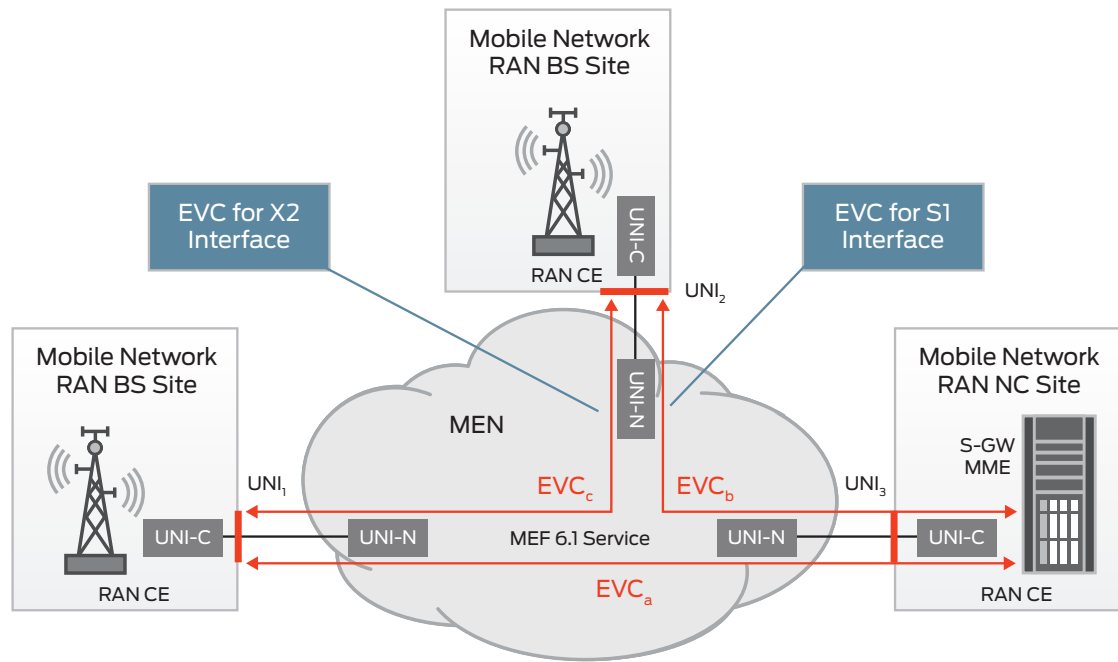 Mobile Network
RAN BS Site
UNI-C
RAN CE
UNI₂
EVC for X2
Interface
EVC for S1
Interface
Mobile Network
RAN BS Site
UNI₁
UNI-C
RAN CE
MEN
UNI-N
EVCc
EVCb
UNI-N
MEF 6.1 Service
UNI-N
EVCa
Mobile Network
RAN NC Site
S-GW
MME
UNI₃
UNI-C
RAN CE